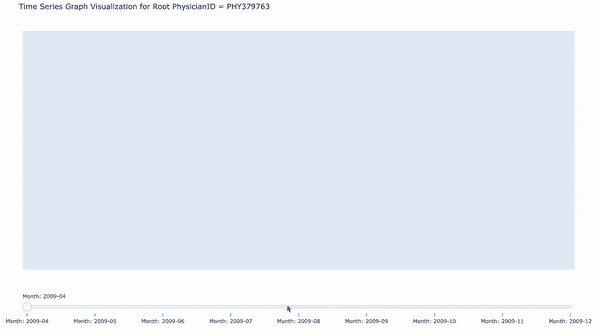 Time Series Graph Visualization for Root PhysicianID = PHY379763
Month: 2009-04
Month: 2009-04 Month: 2009-05 Month: 2009-06 Month: 2009-07 Month: 2009-08 Month: 2009-09 Month: 2009-10 Month: 2009-11 Month: 2009-12